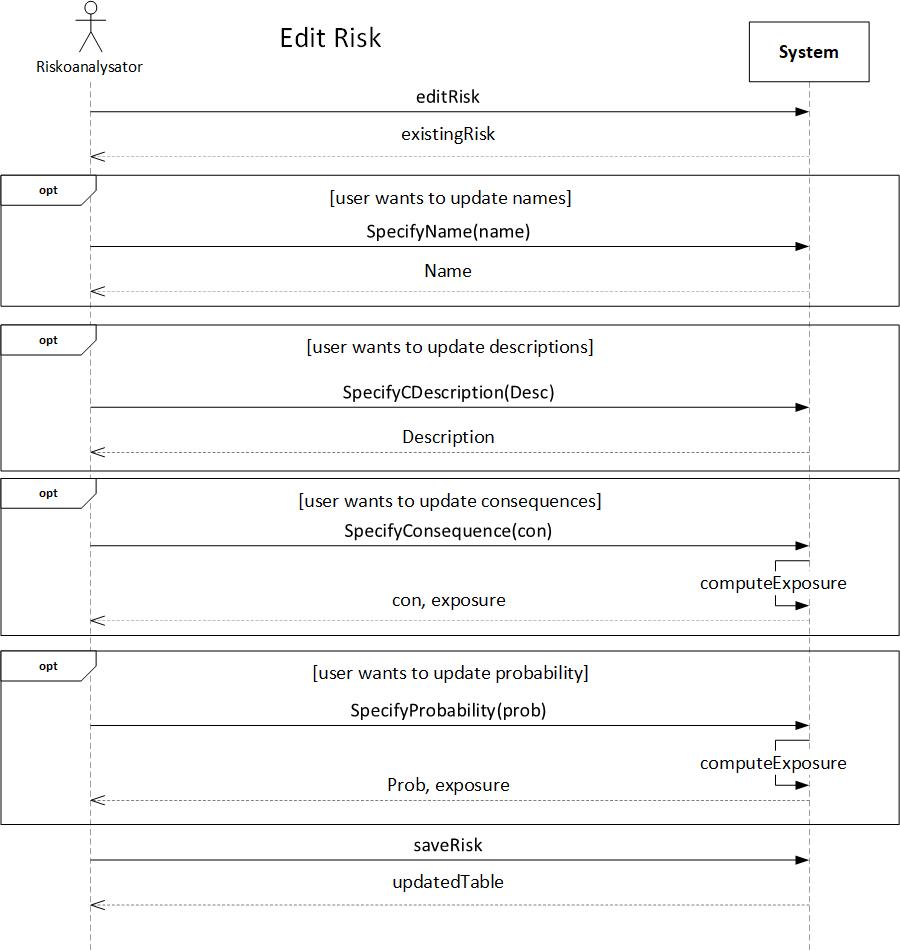 Edit Risk
Riskoanalysator
System
editRisk
existingRisk
opt
[user wants to update names]
SpecifyName(name)
Name
opt
[user wants to update descriptions]
SpecifyCDescription(Desc)
Description
opt
[user wants to update consequences]
SpecifyConsequence(con)
computeExposure
con, exposure
opt
[user wants to update probability]
SpecifyProbability(prob)
computeExposure
Prob, exposure
saveRisk
updatedTable